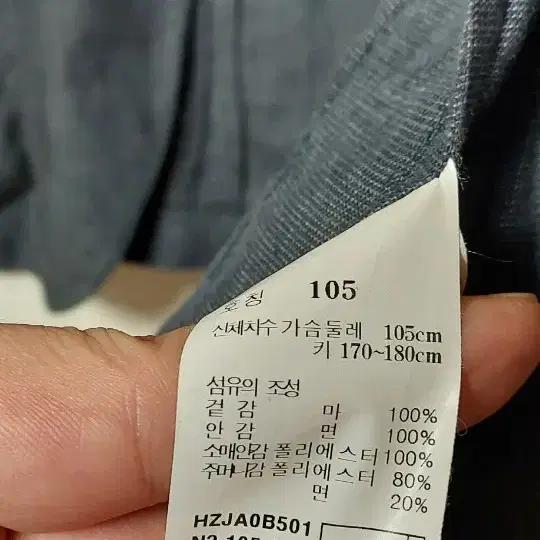 호칭 105
신체치수 가슴둘레 105cm
키 170~180cm
섬유의 조성
겉감 마 100%
안감 면 100%
소매안감 폴리에스터 100%
주머니감 폴리에스터 80%
면 20%
HZJA0B501